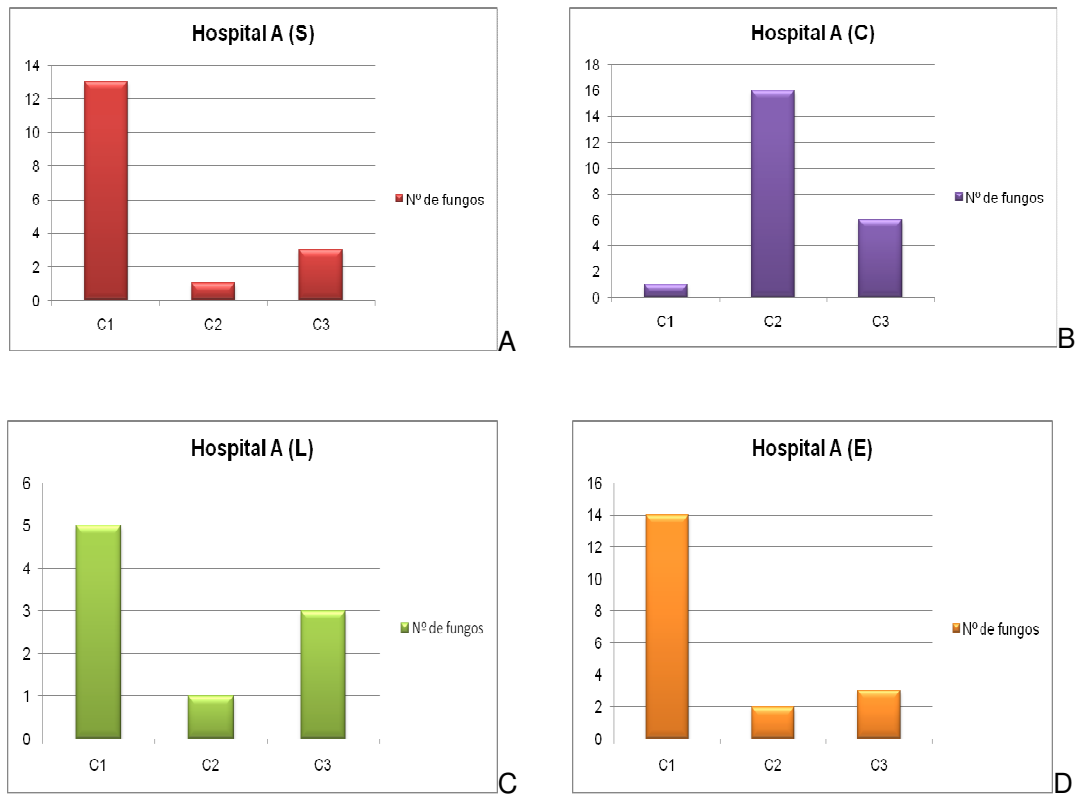 Hospital A (S)
14
12
10
8
6
4
2
0
C1 C2 C3
Nº de fungos
A
Hospital A (C)
18
16
14
12
10
8
6
4
2
0
C1 C2 C3
Nº de fungos
B
Hospital A (L)
6
5
4
3
2
1
0
C1 C2 C3
Nº de fungos
C
Hospital A (E)
16
14
12
10
8
6
4
2
0
C1 C2 C3
Nº de fungos
D